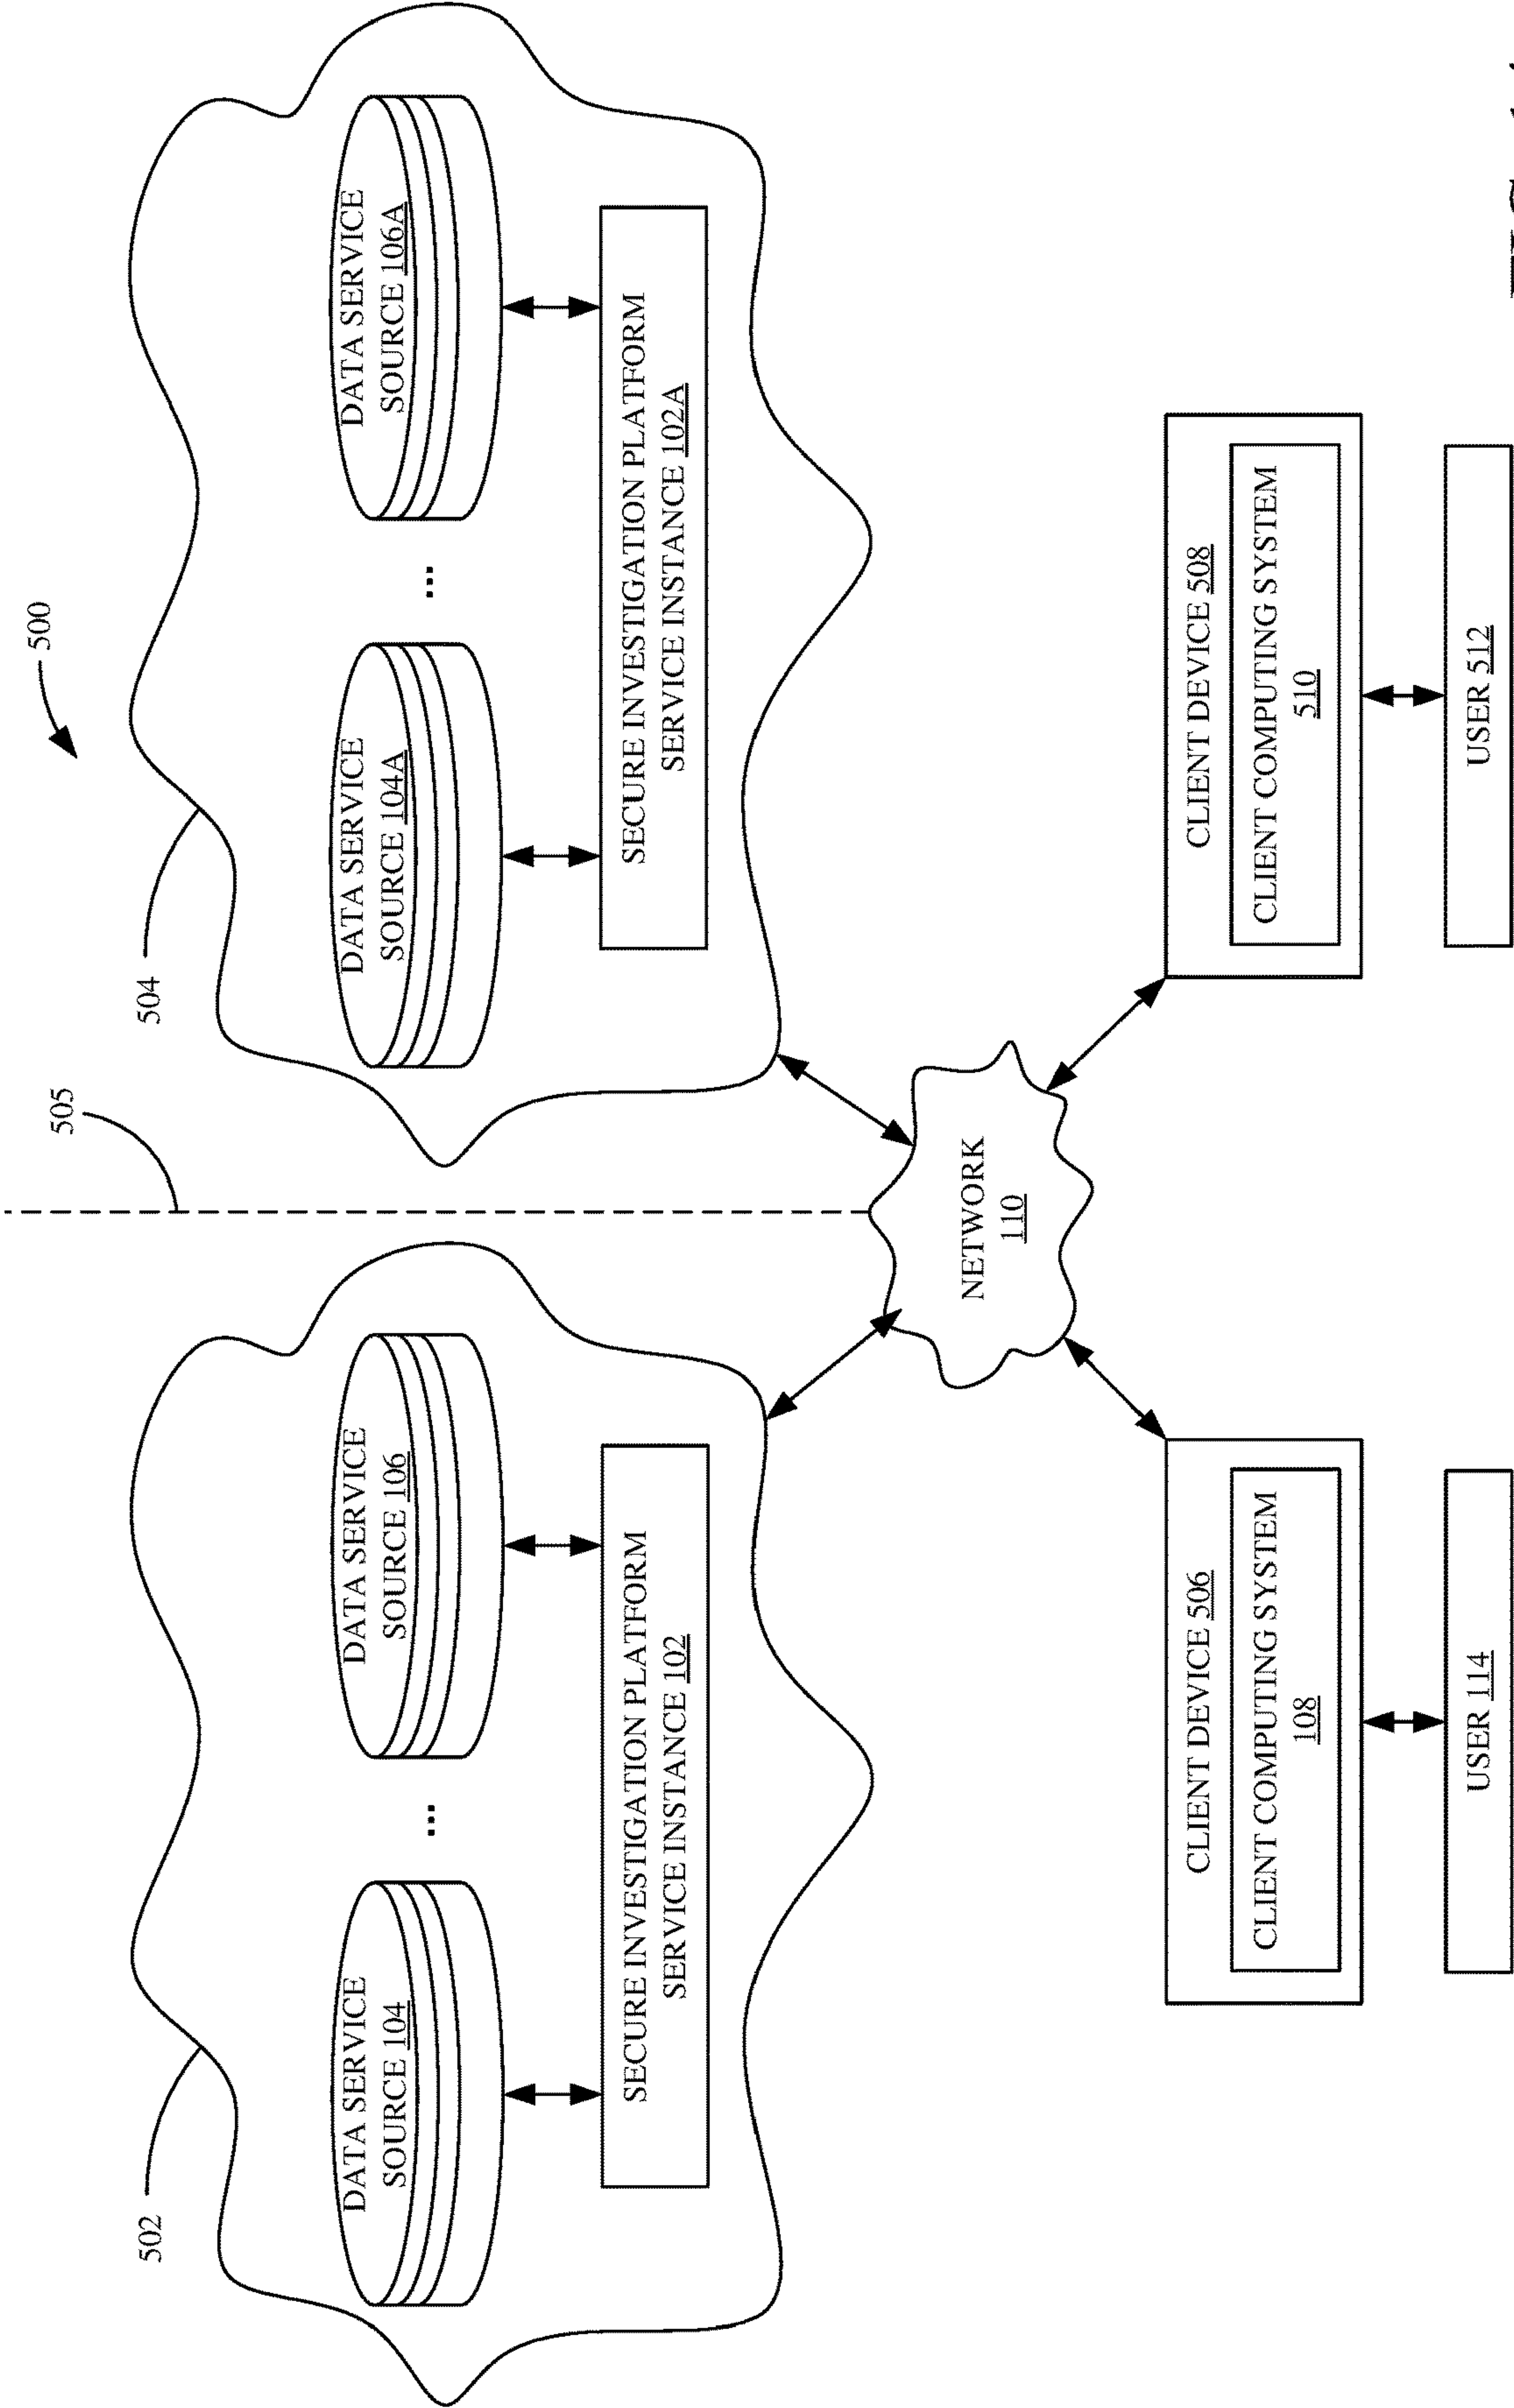 500
502
504
505
DATA SERVICE
SOURCE 104
...
DATA SERVICE
SOURCE 106
SECURE INVESTIGATION PLATFORM
SERVICE INSTANCE 102
DATA SERVICE
SOURCE 104A
...
DATA SERVICE
SOURCE 106A
SECURE INVESTIGATION PLATFORM
SERVICE INSTANCE 102A
NETWORK
110
CLIENT DEVICE 506
CLIENT COMPUTING SYSTEM
108
USER 114
CLIENT DEVICE 508
CLIENT COMPUTING SYSTEM
510
USER 512